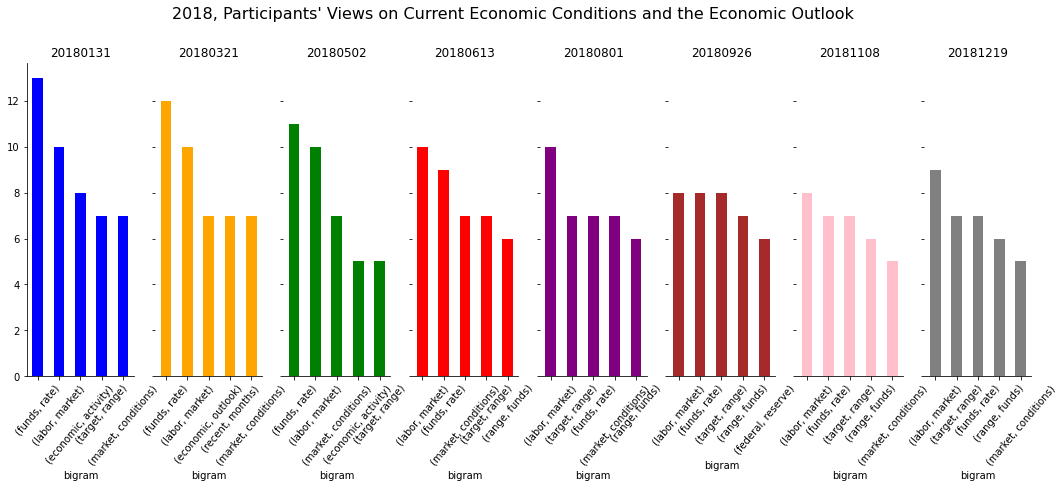 2018, Participants' Views on Current Economic Conditions and the Economic Outlook
20180131 20180321 20180502 20180613 20180801 20180926 20181108 20181219
12
10
8
6
4
2
0
(funds, rate)
(labor, market)
(economic, activity)
(target, range)
(market, conditions)
bigram
(funds, rate)
(labor, market)
(economic, outlook)
(recent, months)
(market, conditions)
bigram
(funds, rate)
(labor, market)
(market, conditions)
(economic, activity)
(target, range)
bigram
(labor, market)
(funds, rate)
(market, conditions)
(target, range)
(range, funds)
bigram
(labor, market)
(target, range)
(funds, rate)
(market, conditions)
(range, funds)
bigram
(labor, market)
(funds, rate)
(target, range)
(range, funds)
(federal, reserve)
bigram
(labor, market)
(funds, rate)
(target, range)
(range, funds)
(market, conditions)
bigram
(labor, market)
(target, range)
(funds, rate)
(range, funds)
(market, conditions)
bigram